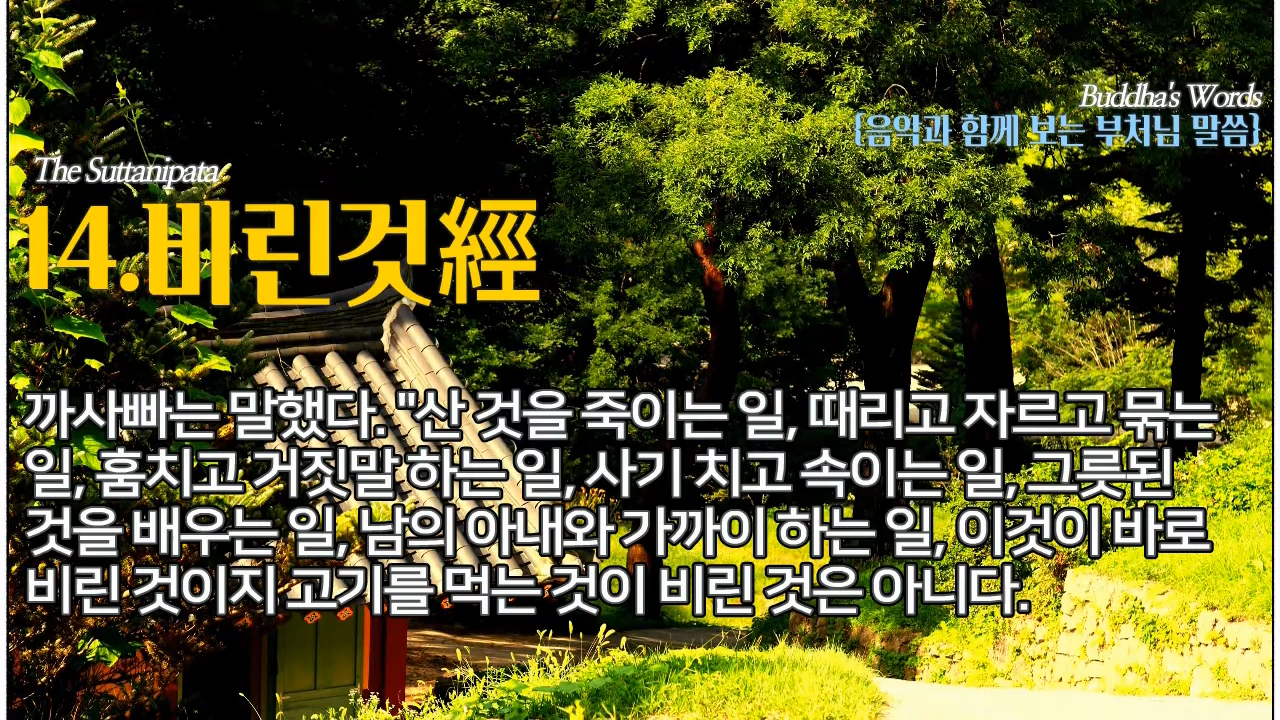 Buddha's Words
{음악과 함께 보는 부처님 말씀}
The Suttanipata
14.비린것經
까사빠는 말했다. "산 것을 죽이는 일, 때리고 자르고 묶는
일, 훔치고 거짓말 하는 일, 사기 치고 속이는 일, 그릇된
것을 배우는 일, 남의 아내와 가까이 하는 일, 이것이 바로
비린 것이지 고기를 먹는 것이 비린 것은 아니다.